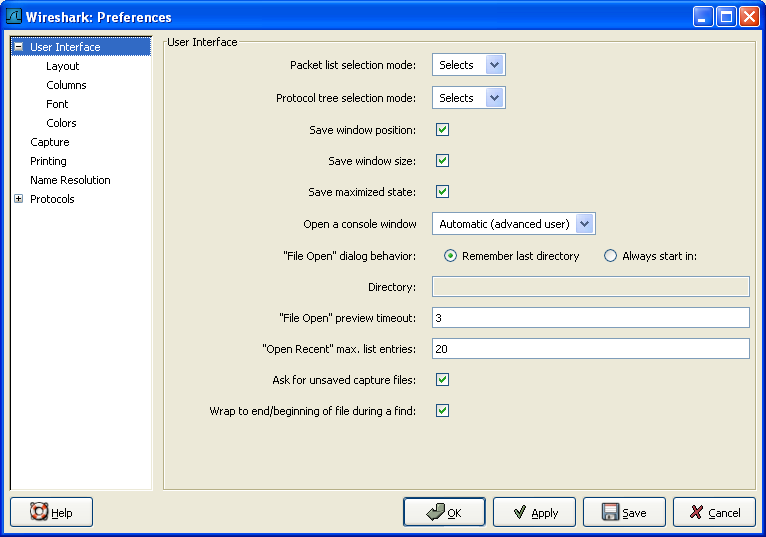 Wireshark: Preferences
User Interface
Layout
Columns
Font
Colors
Capture
Printing
Name Resolution
Protocols
User Interface
Packet list selection mode: Selects
Protocol tree selection mode: Selects
Save window position:
Save window size:
Save maximized state:
Open a console window Automatic (advanced user)
"File Open" dialog behavior: Remember last directory Always start in:
Directory:
"File Open" preview timeout: 3
"Open Recent" max. list entries: 20
Ask for unsaved capture files:
Wrap to end/beginning of file during a find:
Help OK Apply Save Cancel